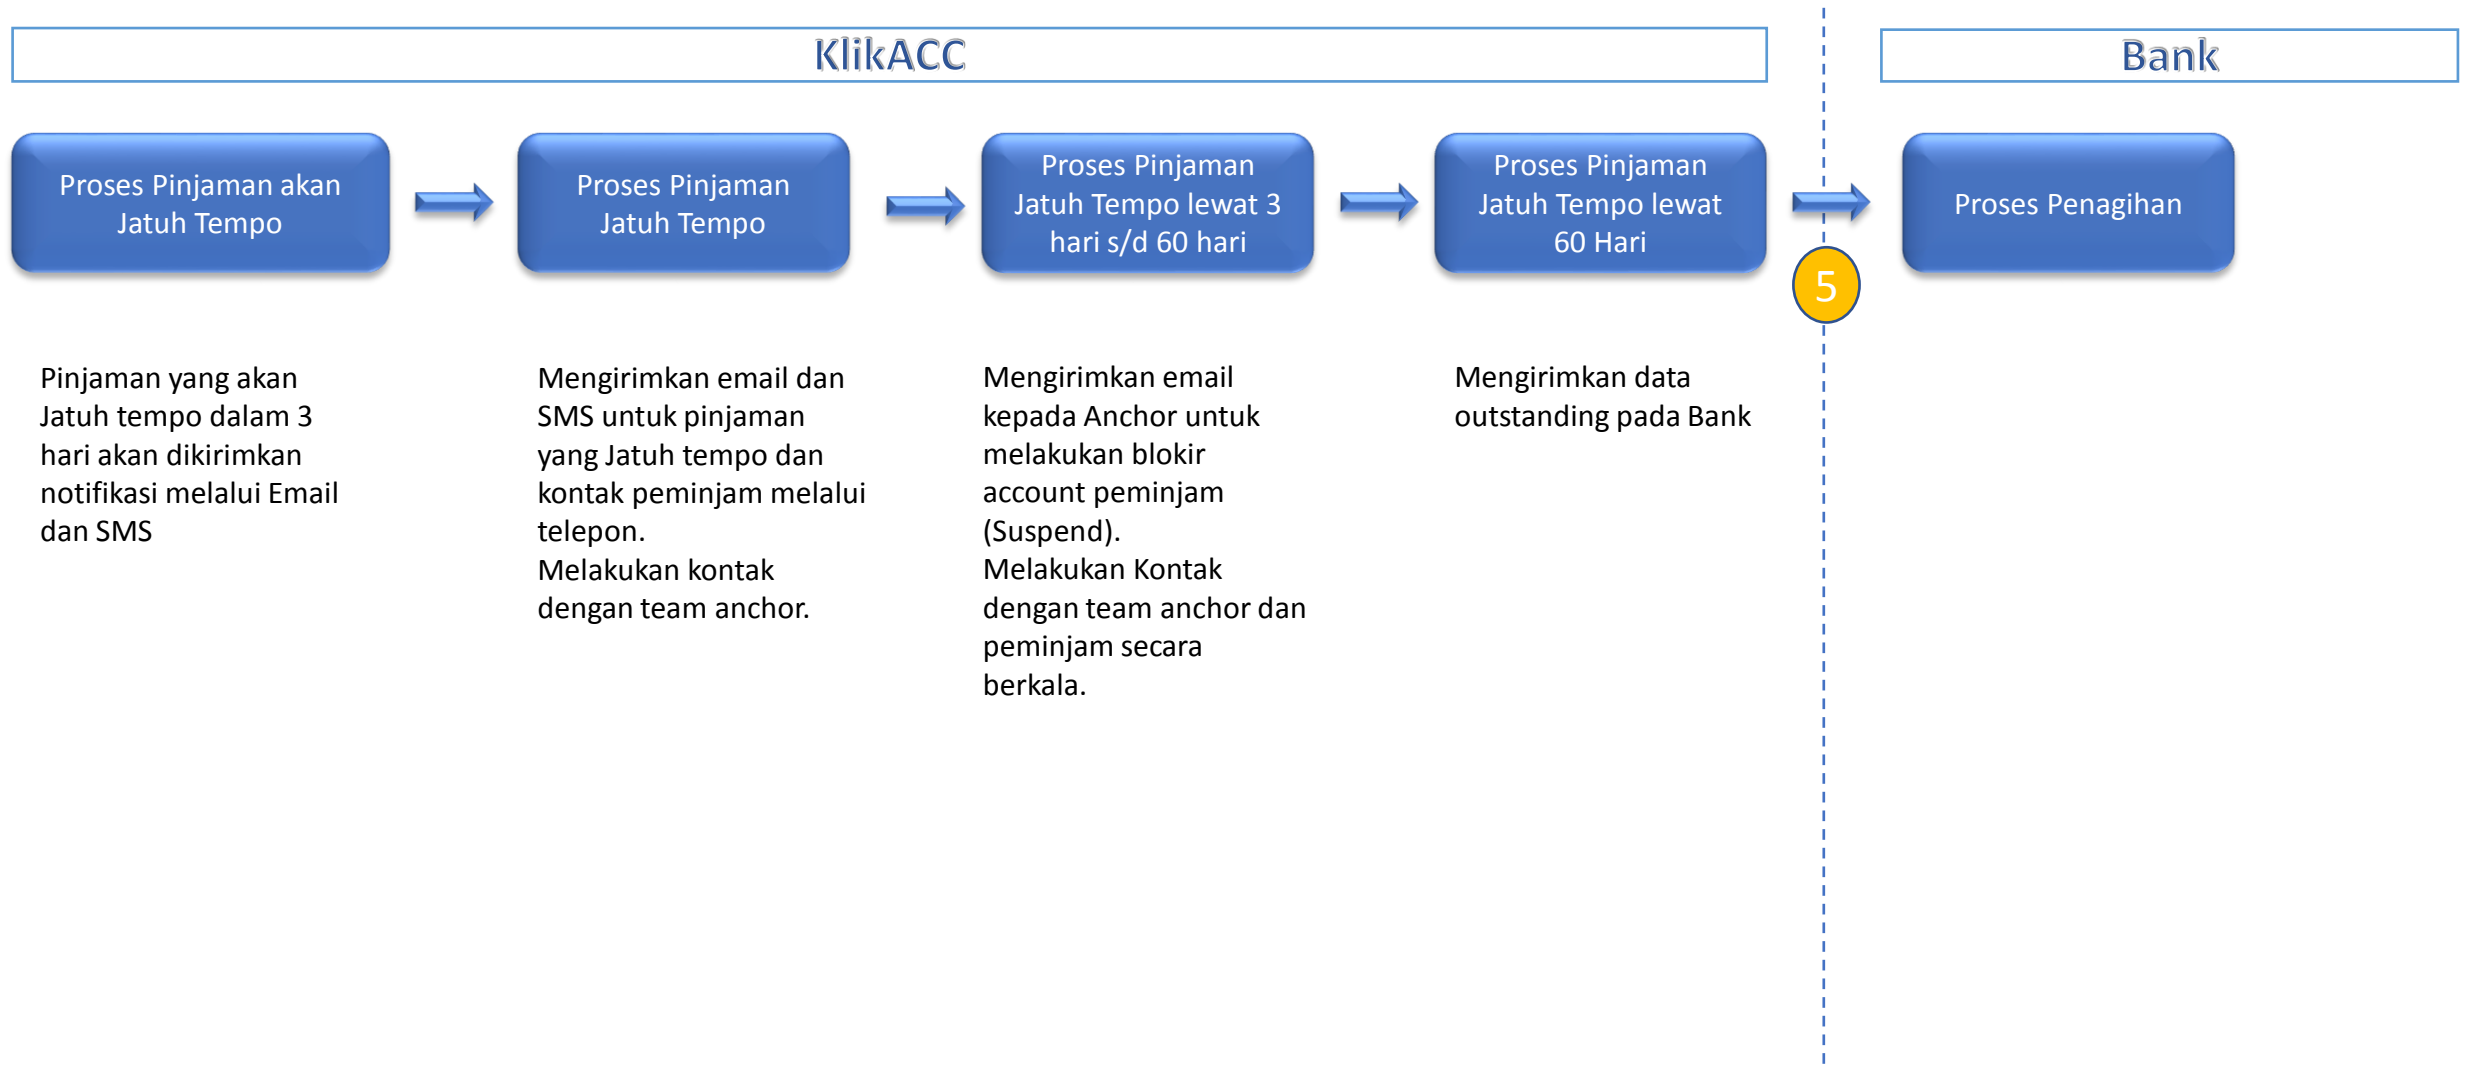 KlikACC
Bank
Proses Pinjaman akan
Jatuh Tempo
Proses Pinjaman
Jatuh Tempo
Proses Pinjaman
Jatuh Tempo lewat 3
hari s/d 60 hari
Proses Pinjaman
Jatuh Tempo lewat
60 Hari
Proses Penagihan
5
Pinjaman yang akan
Jatuh tempo dalam 3
hari akan dikirimkan
notifikasi melalui Email
dan SMS
Mengirimkan email dan
SMS untuk pinjaman
yang Jatuh tempo dan
kontak peminjam melalui
telepon.
Melakukan kontak
dengan team anchor.
Mengirimkan email
kepada Anchor untuk
melakukan blokir
account peminjam
(Suspend).
Melakukan Kontak
dengan team anchor dan
peminjam secara
berkala.
Mengirimkan data
outstanding pada Bank